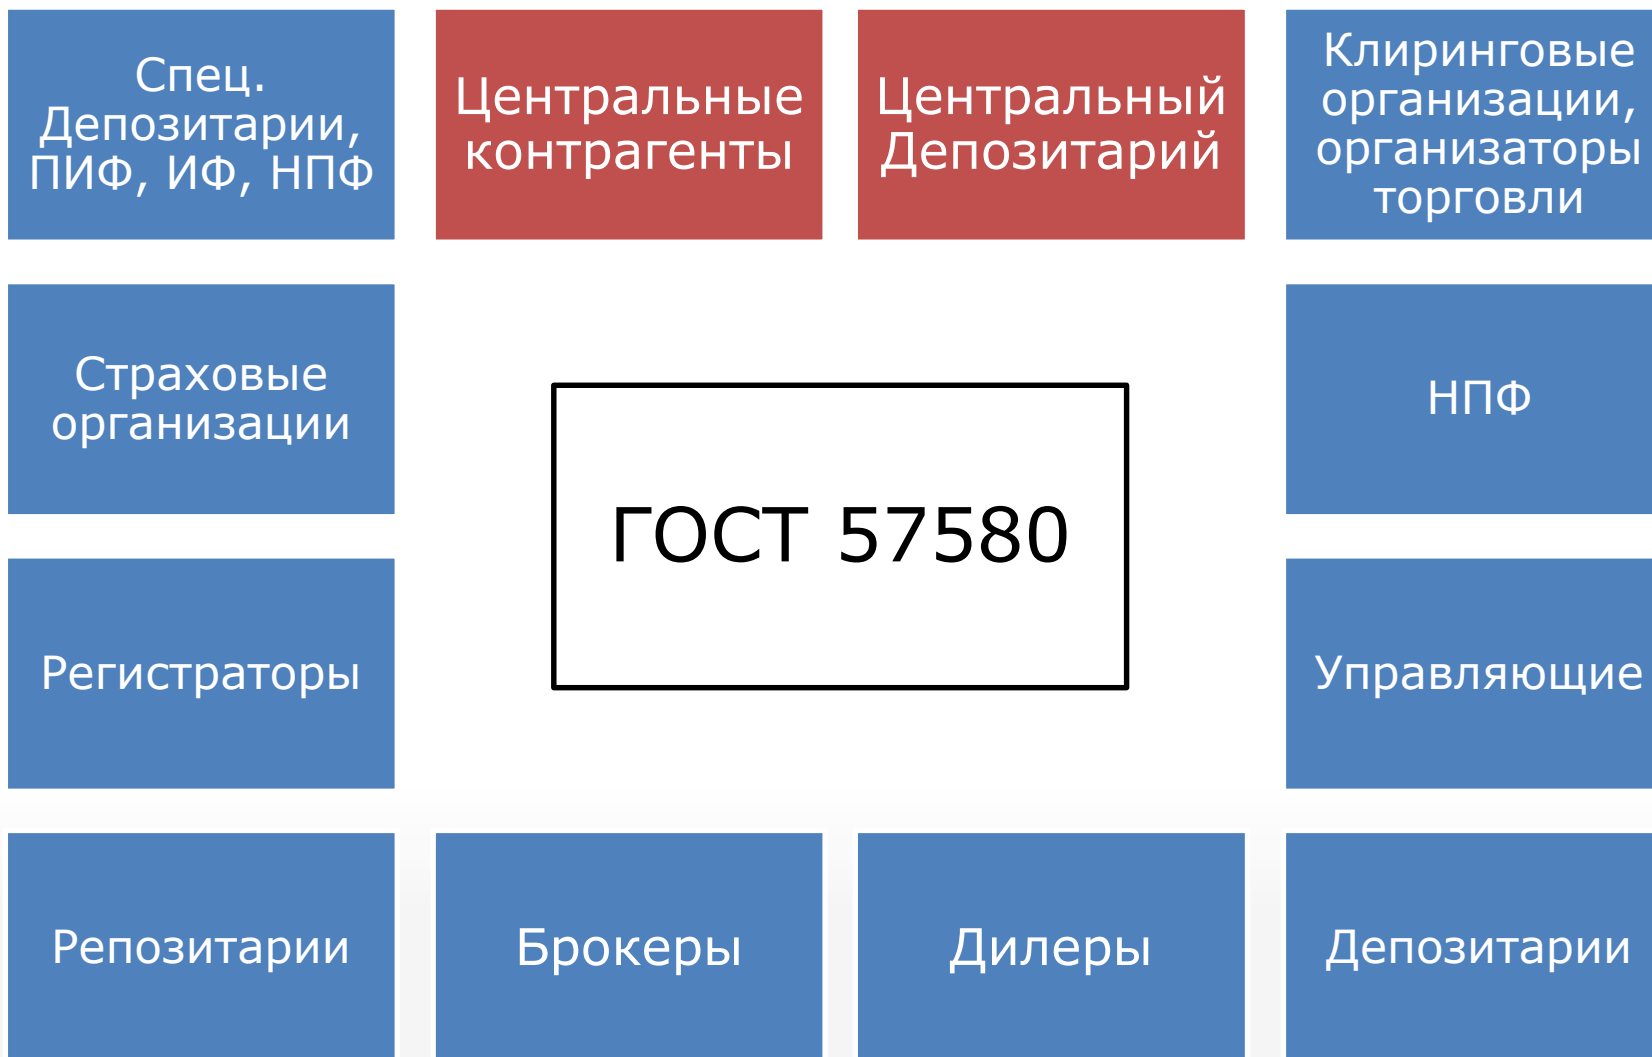 Спец.
Депозитарии,
ПИФ, ИФ, НПФ
Центральные
контрагенты
Центральный
Депозитарий
Клиринговые
организации,
организаторы
торговли
Страховые
организации
ГОСТ 57580
НПФ
Регистраторы
Управляющие
Репозитарии
Брокеры
Дилеры
Депозитарии